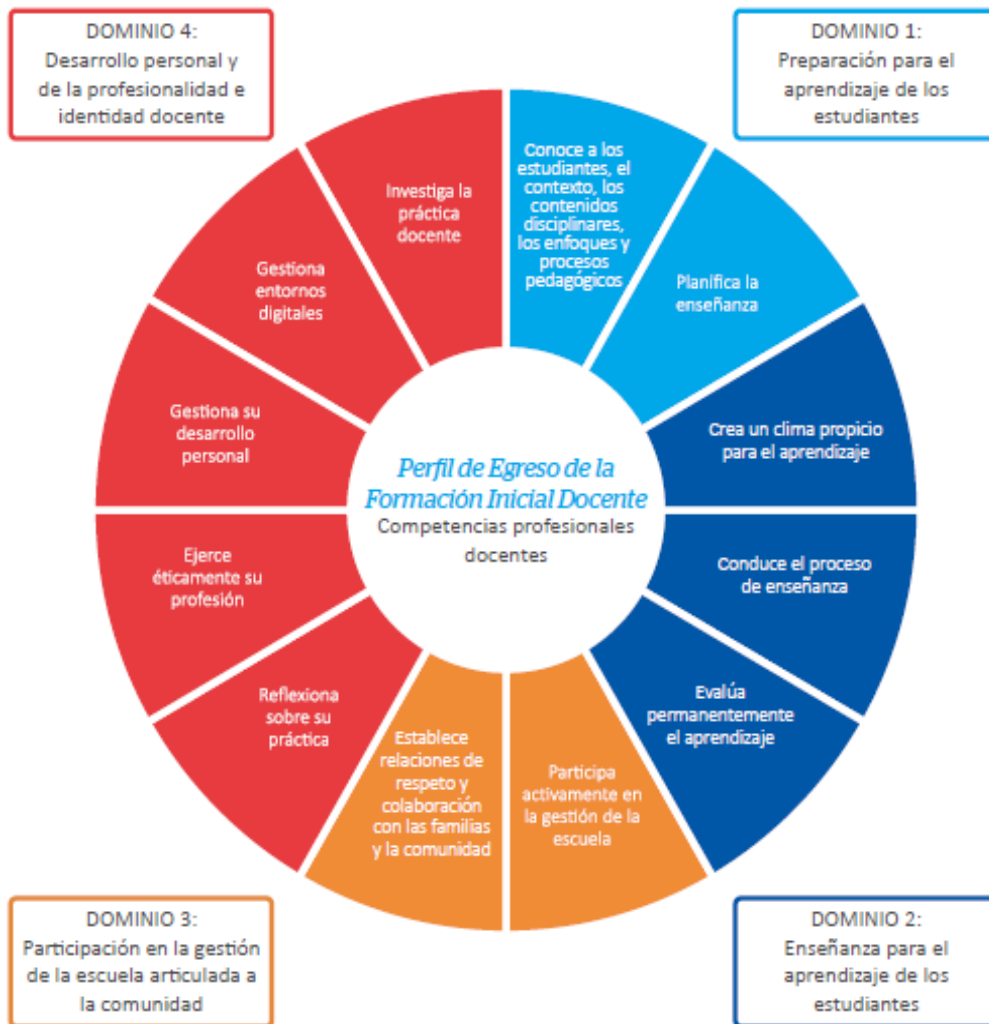 DOMINIO 4:
Desarrollo personal y
de la profesionalidad e
identidad docente
DOMINIO 1:
Preparación para el
aprendizaje de los
estudiantes
Conoce a los
estudiantes, el
contexto, los
contenidos
disciplinares,
los enfoques y
procesos
pedagógicos
Planifica la
enseñanza
Crea un clima propicio
para el aprendizaje
Conduce el proceso
de enseñanza
Evalúa
permanentemente
el aprendizaje
Participa
activamente en
la gestión de la
escuela
Establece
relaciones de
respeto y
colaboración
con las familias
y la comunidad
Reflexiona
sobre su
práctica
Ejerce
éticamente su
profesión
Gestiona su
desarrollo
personal
Gestiona
entornos
digitales
Investiga la
práctica
docente
Perfil de Egreso de la
Formación Inicial Docente
Competencias profesionales
docentes
DOMINIO 3:
Participación en la gestión
de la escuela articulada a
la comunidad
DOMINIO 2:
Enseñanza para el
aprendizaje de los
estudiantes